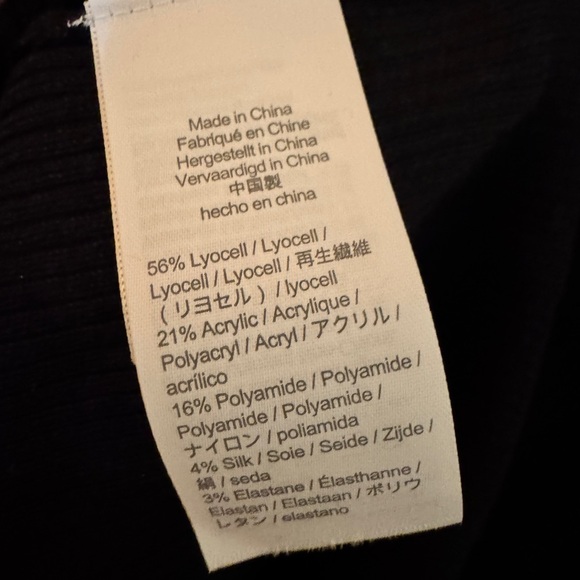 Made in China
Fabriqué en Chine
Hergestellt in China
Vervaardigd in China
中国製
hecho en china
56% Lyocell / Lyocell /
Lyocell / Lyocell / 再生繊維
(リヨセル) / lyocell
21% Acrylic / Acrylique /
Polyacryl / Acryl / アクリル /
acrílico
16% Polyamide / Polyamide /
Polyamide / Polyamide /
ナイロン / poliamida
4% Silk / Soie / Seide / Zijde /
絹 / seda
3% Elastane / Élasthanne /
Elastan / Elastaan / ポリウ
レタン / elastano